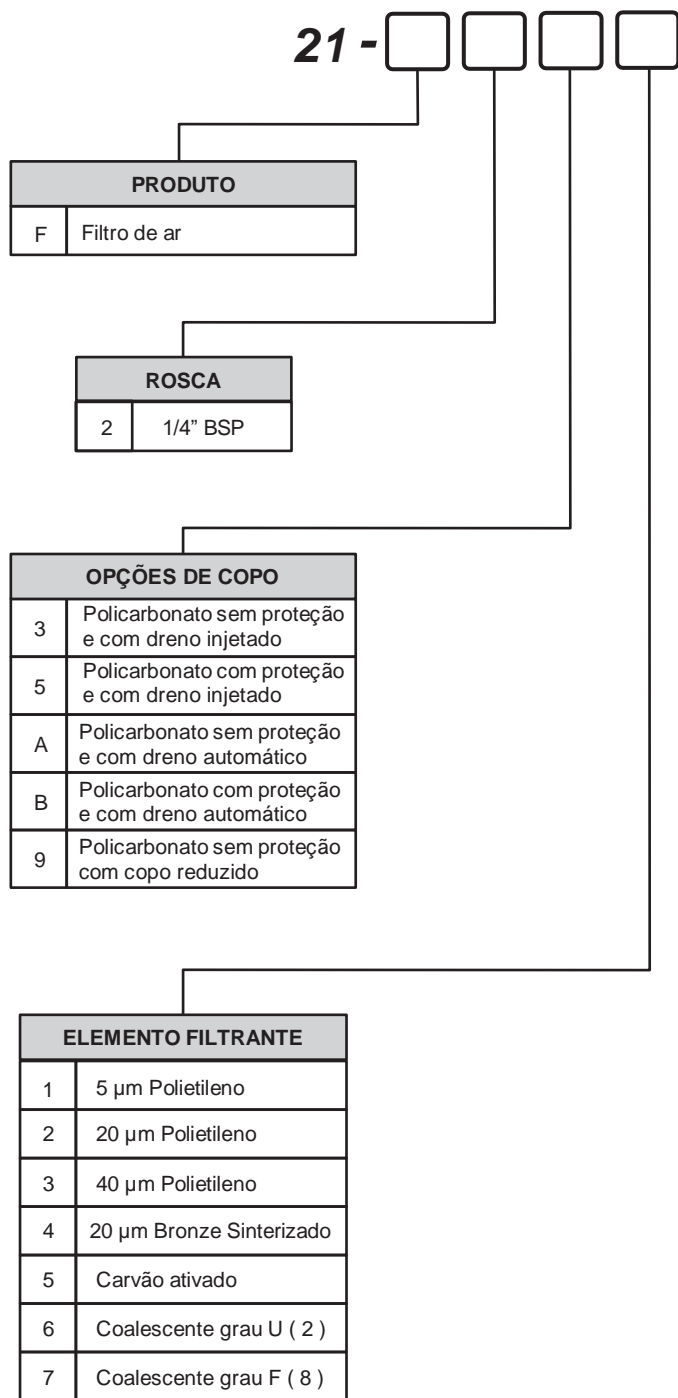 21 -
PRODUTO
F Filtro de ar
ROSCA
2 1/4” BSP
OPÇÕES DE COPO
3 Policarbonato sem proteção
e com dreno injetado
5 Policarbonato com proteção
e com dreno injetado
A Policarbonato sem proteção
e com dreno automático
B Policarbonato com proteção
e com dreno automático
9 Policarbonato sem proteção
com copo reduzido
ELEMENTO FILTRANTE
1 5 µm Polietileno
2 20 µm Polietileno
3 40 µm Polietileno
4 20 µm Bronze Sinterizado
5 Carvão ativado
6 Coalescente grau U ( 2 )
7 Coalescente grau F ( 8 )